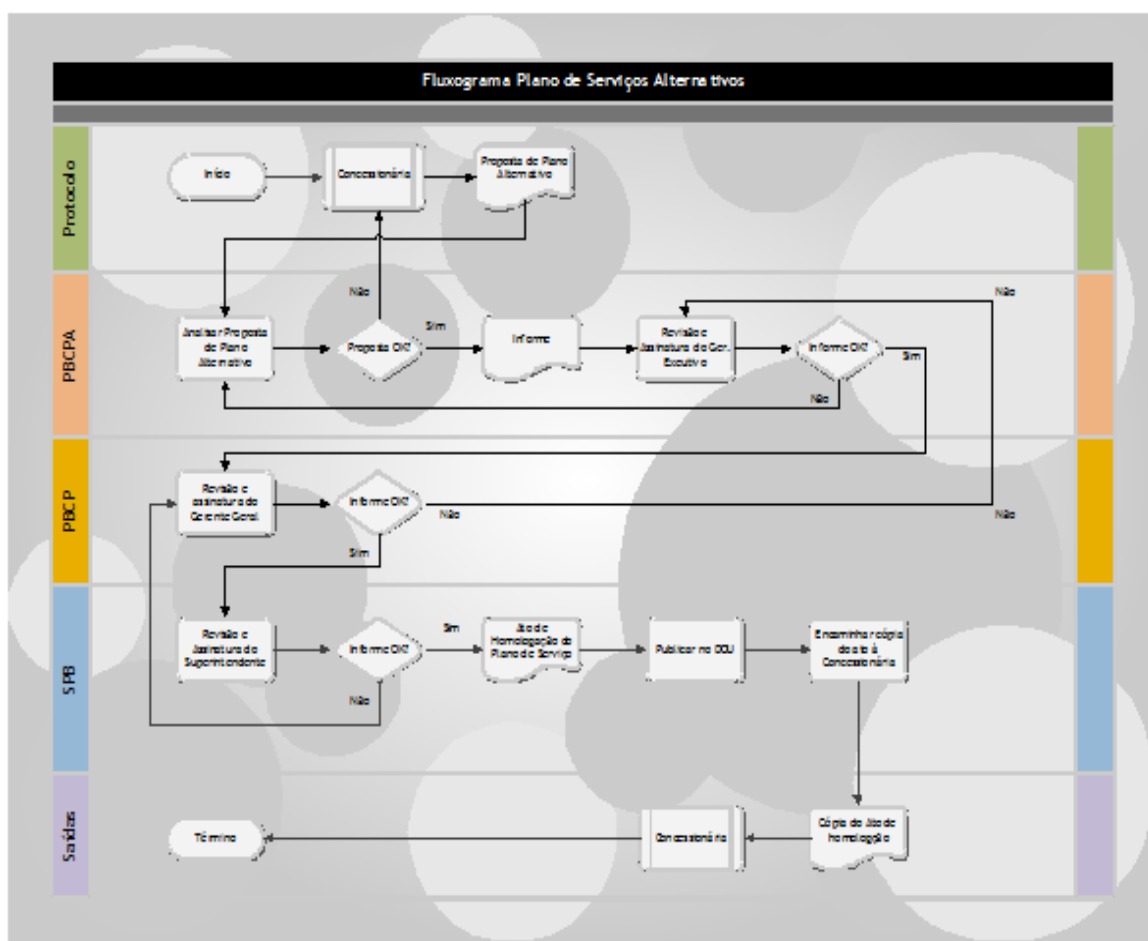 Fluxograma Plano de Serviços Alternativos
Protocolo
Início
Concessionária
Proposta de Plano
Alternativo
PBCPA
Não
Não
Analisar Proposta
de Plano
Alternativo
Proposta OK?
Sim
Informe
Revisão e
Assinatura do Ger.
Executivo
Informe OK?
Sim
Não
PBCP
Revisão e
assinatura do
Gerente Geral.
Informe OK?
Não
Não
Sim
SPB
Revisão e
Assinatura do
Superintendente
Informe OK?
Sim
Não
Ato de
Homologação do
Plano de Serviço
Publicar no DOU
Encaminhar cópia
do ato à
Concessionária
Saídas
Término
Concessionária
Cópia do Ato de
homologção